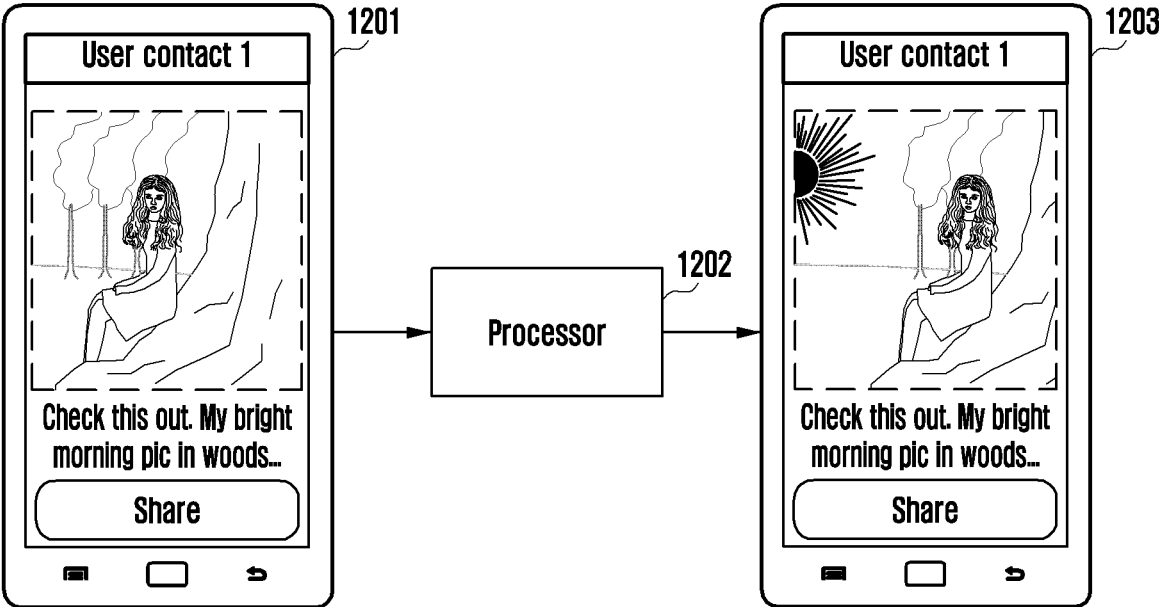 1201
User contact 1
Check this out. My bright
morning pic in woods...
Share
1202
Processor
1203
User contact 1
Check this out. My bright
morning pic in woods...
Share